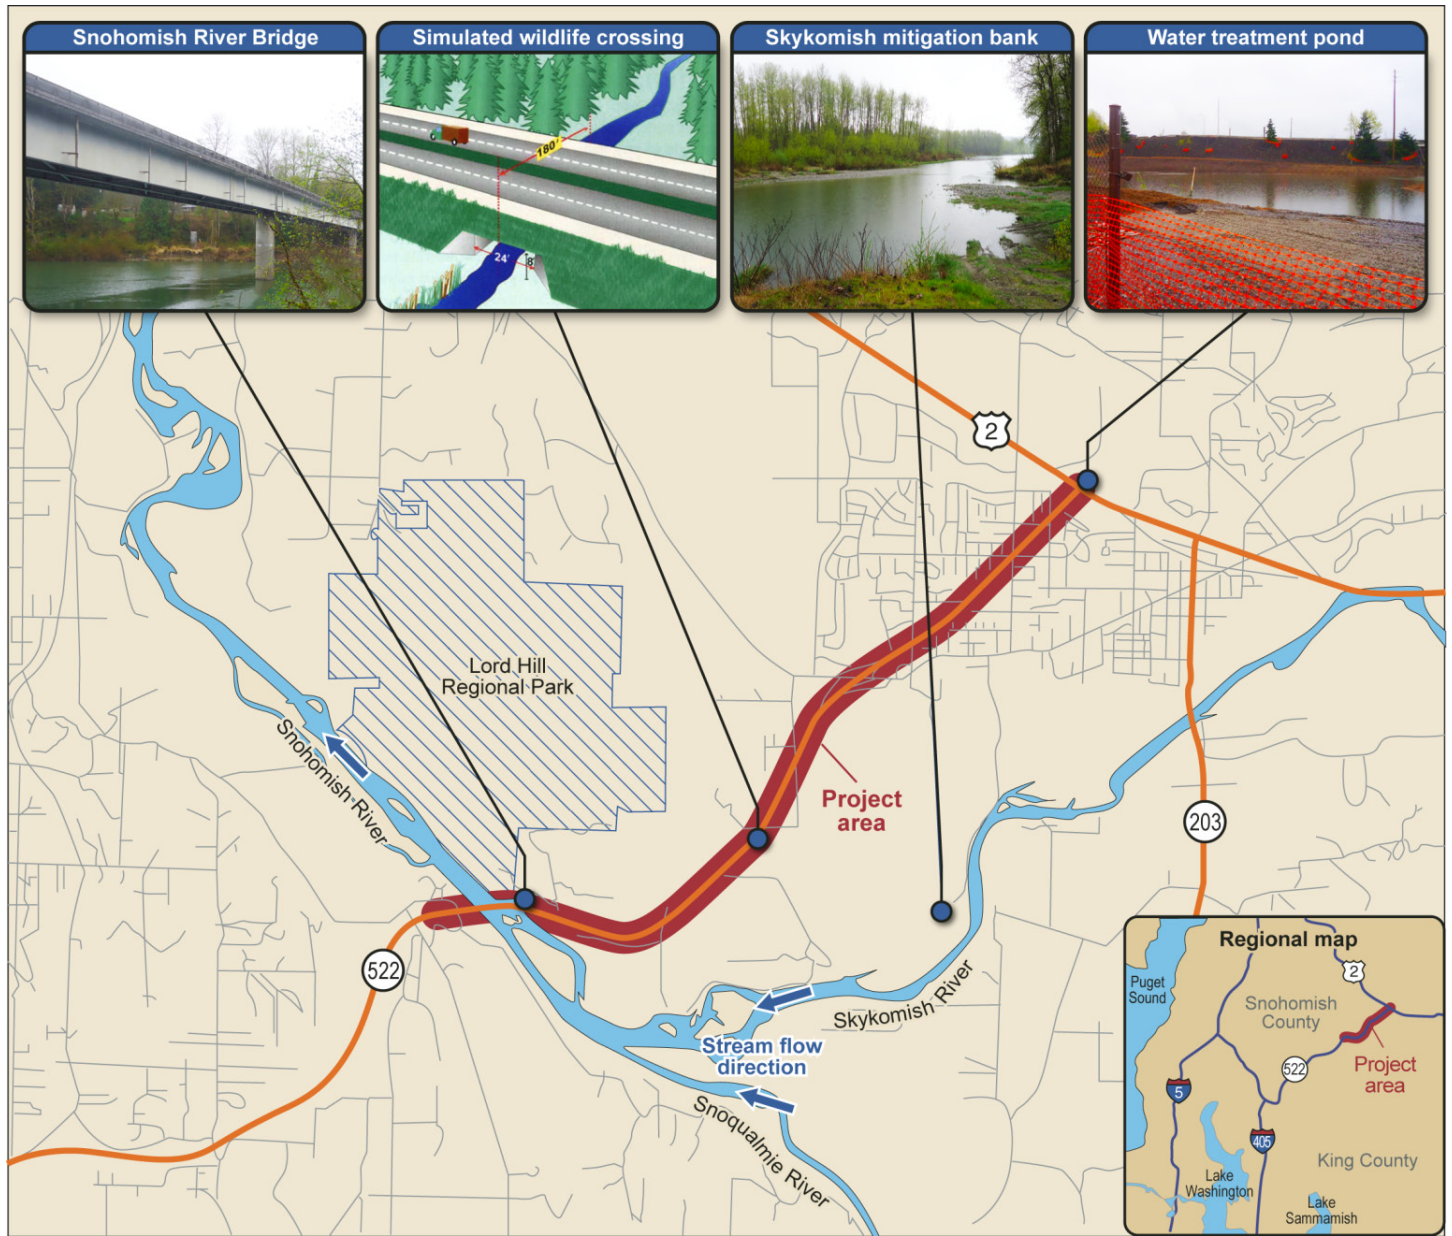 Snohomish River Bridge
Simulated wildlife crossing
Skykomish mitigation bank
Water treatment pond
180'
24'
8'
2
Lord Hill
Regional Park
Snohomish River
Project
area
203
522
Skykomish River
Stream flow
direction
Snoqualmie River
Regional map
2
Puget
Sound
Snohomish
County
522
Project
area
5
405
King County
Lake
Washington
Lake
Sammamish